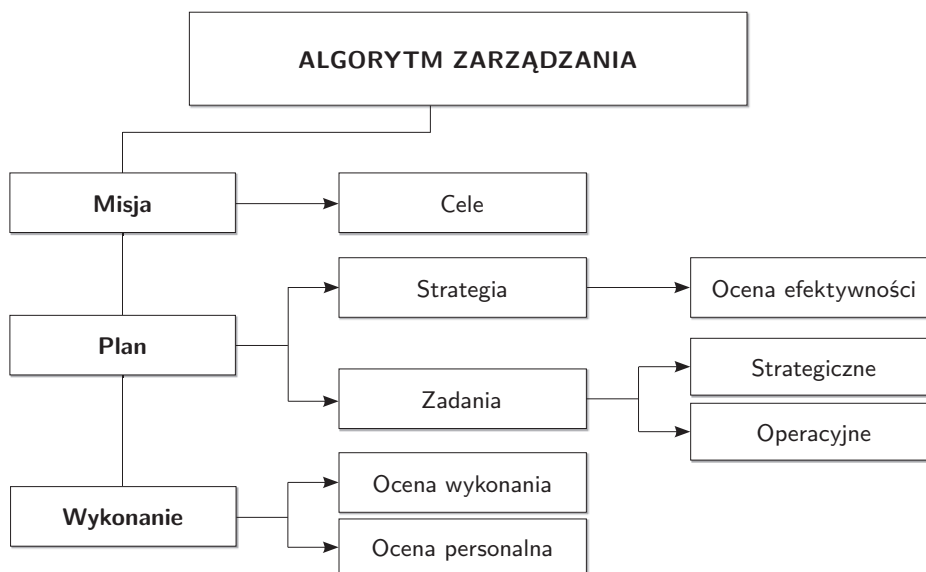 ALGORYTM ZARZĄDZANIA
Misja
Cele
Strategia
Ocena efektywności
Plan
Strategiczne
Zadania
Operacyjne
Ocena wykonania
Wykonanie
Ocena personalna